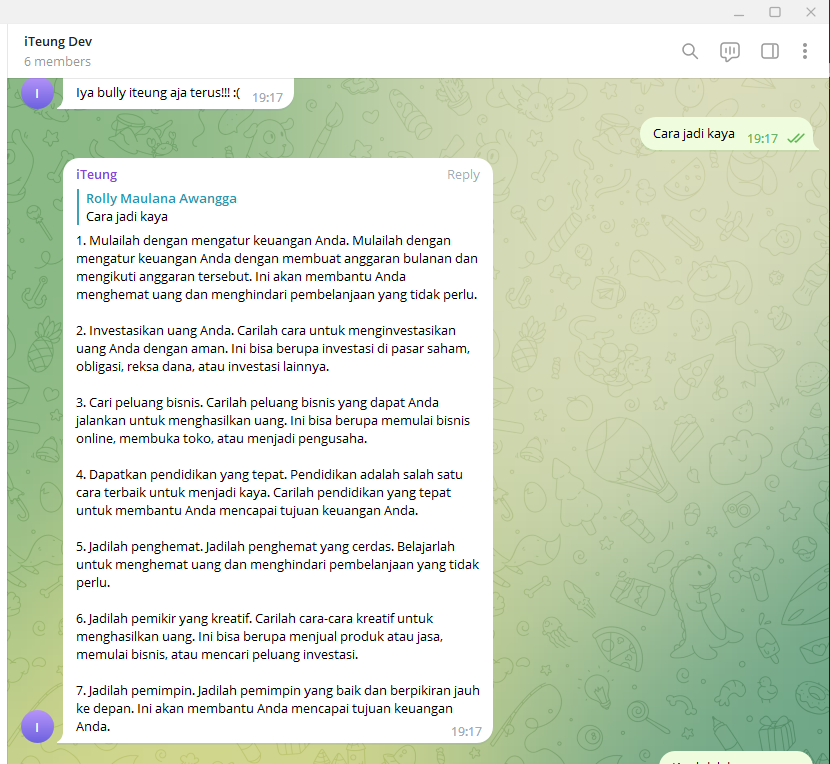 iTeung Dev
6 members
I
Iya bully iteung aja terus!!! :(
19:17
Cara jadi kaya
19:17
iTeung
Reply
Rolly Maulana Awangga
Cara jadi kaya
1. Mulailah dengan mengatur keuangan Anda. Mulailah dengan
mengatur keuangan Anda dengan membuat anggaran bulanan dan
mengikuti anggaran tersebut. Ini akan membantu Anda
menghemat uang dan menghindari pembelanjaan yang tidak perlu.
2. Investasikan uang Anda. Carilah cara untuk menginvestasikan
uang Anda dengan aman. Ini bisa berupa investasi di pasar saham,
obligasi, reksa dana, atau investasi lainnya.
3. Cari peluang bisnis. Carilah peluang bisnis yang dapat Anda
jalankan untuk menghasilkan uang. Ini bisa berupa memulai bisnis
online, membuka toko, atau menjadi pengusaha.
4. Dapatkan pendidikan yang tepat. Pendidikan adalah salah satu
cara terbaik untuk menjadi kaya. Carilah pendidikan yang tepat
untuk membantu Anda mencapai tujuan keuangan Anda.
5. Jadilah penghemat. Jadilah penghemat yang cerdas. Belajarlah
untuk menghemat uang dan menghindari pembelanjaan yang tidak
perlu.
6. Jadilah pemikir yang kreatif. Carilah cara-cara kreatif untuk
menghasilkan uang. Ini bisa berupa menjual produk atau jasa,
memulai bisnis, atau mencari peluang investasi.
7. Jadilah pemimpin. Jadilah pemimpin yang baik dan berpikiran jauh
ke depan. Ini akan membantu Anda mencapai tujuan keuangan
Anda.
19:17
I